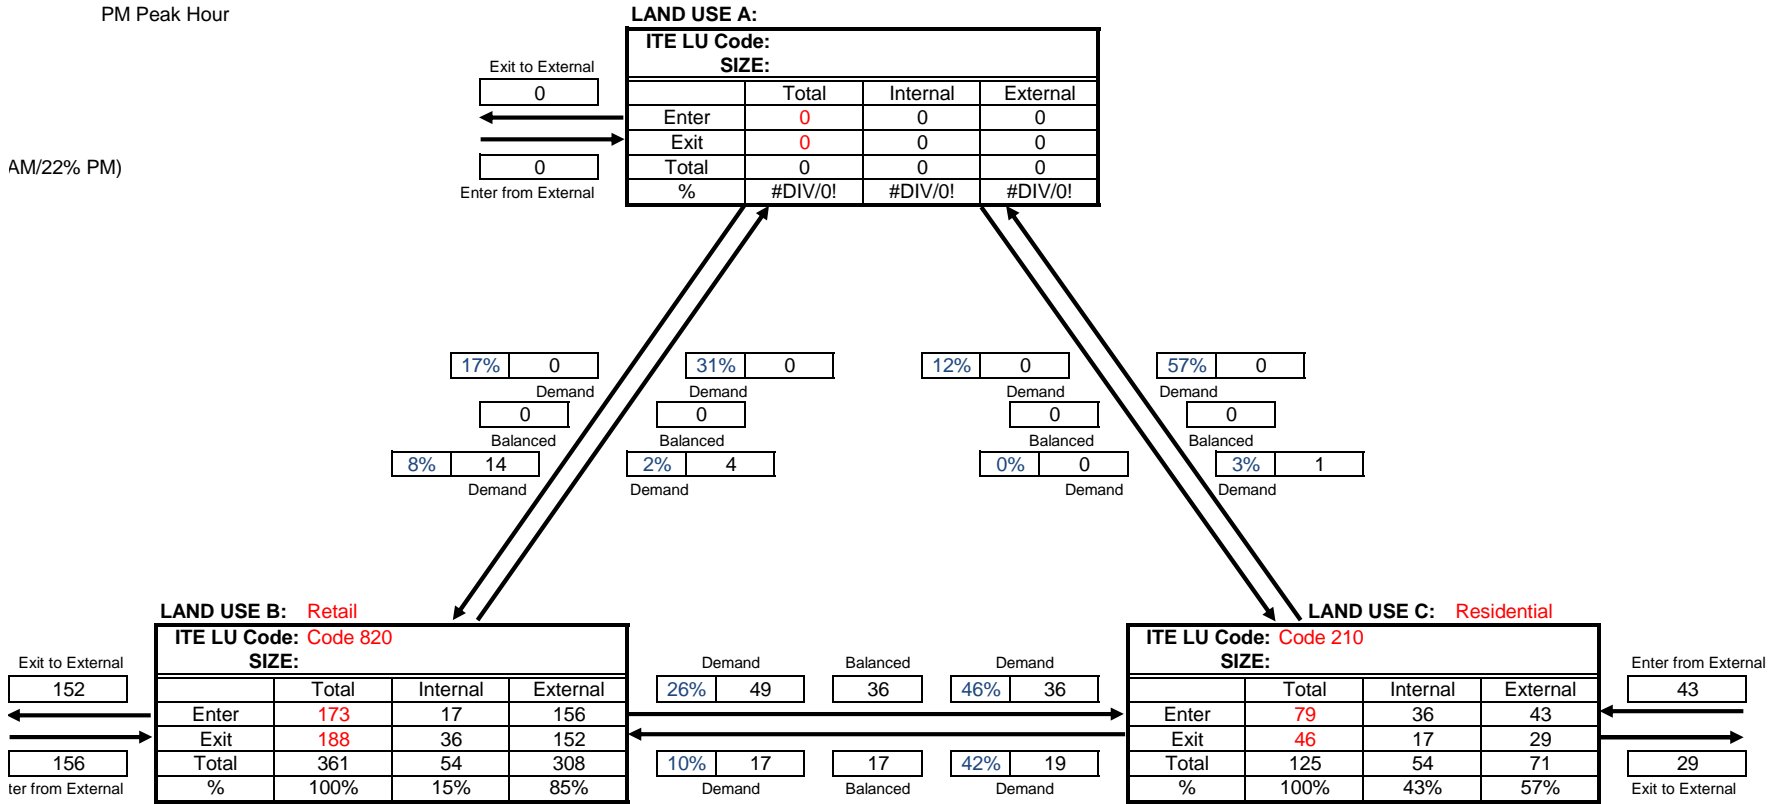 PM Peak Hour
LAND USE A:
ITE LU Code:
SIZE:
Exit to External
0
Total Internal External
Enter 0 0 0
Exit 0 0 0
AM/22% PM)
0
Total 0 0 0
Enter from External
% #DIV/0! #DIV/0! #DIV/0!
17% 0 31% 0 12% 0 57% 0
Demand Demand Demand Demand
0 0 0 0
Balanced Balanced Balanced Balanced
8% 14 2% 4 0% 0 3% 1
Demand Demand Demand Demand
LAND USE B: Retail
ITE LU Code: Code 820
SIZE:
Exit to External
152
Total Internal External
Enter 173 17 156
Exit 188 36 152
Total 361 54 308
% 100% 15% 85%
156
ter from External
Demand Balanced Demand
26% 49 36 46% 36
10% 17 17 42% 19
Demand Balanced Demand
LAND USE C: Residential
ITE LU Code: Code 210
SIZE:
Total Internal External
Enter 79 36 43
Exit 46 17 29
Total 125 54 71
% 100% 43% 57%
Enter from External
43
29
Exit to External